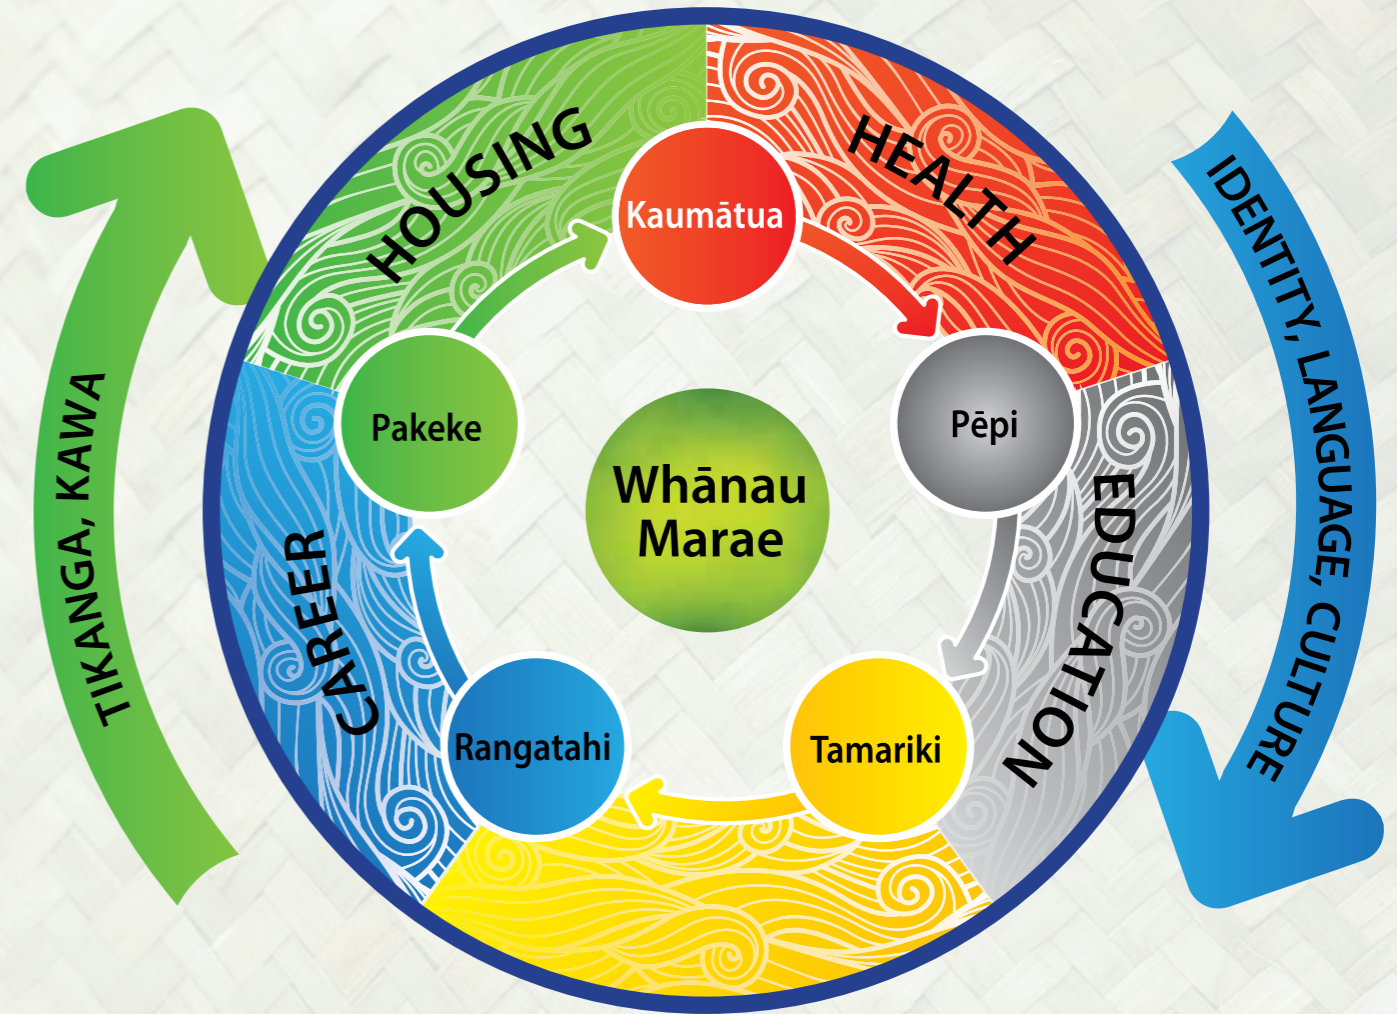 HOUSING
HEALTH
EDUCATION
CAREER
Kaumātua
Pēpi
Tamariki
Rangatahi
Pakeke
Whānau
Marae
TIKANGA, KAWA
IDENTITY, LANGUAGE, CULTURE